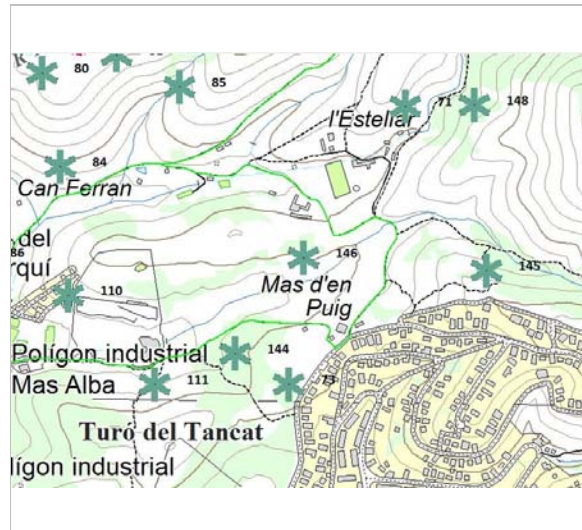 80
85
l'Estellar
71
148
84
Can Ferran
del
rquí
86
110
146
Mas d'en
Puig
145
Polígon industrial
144
Mas Alba
111
73
Turó del Tancat
lígon industrial